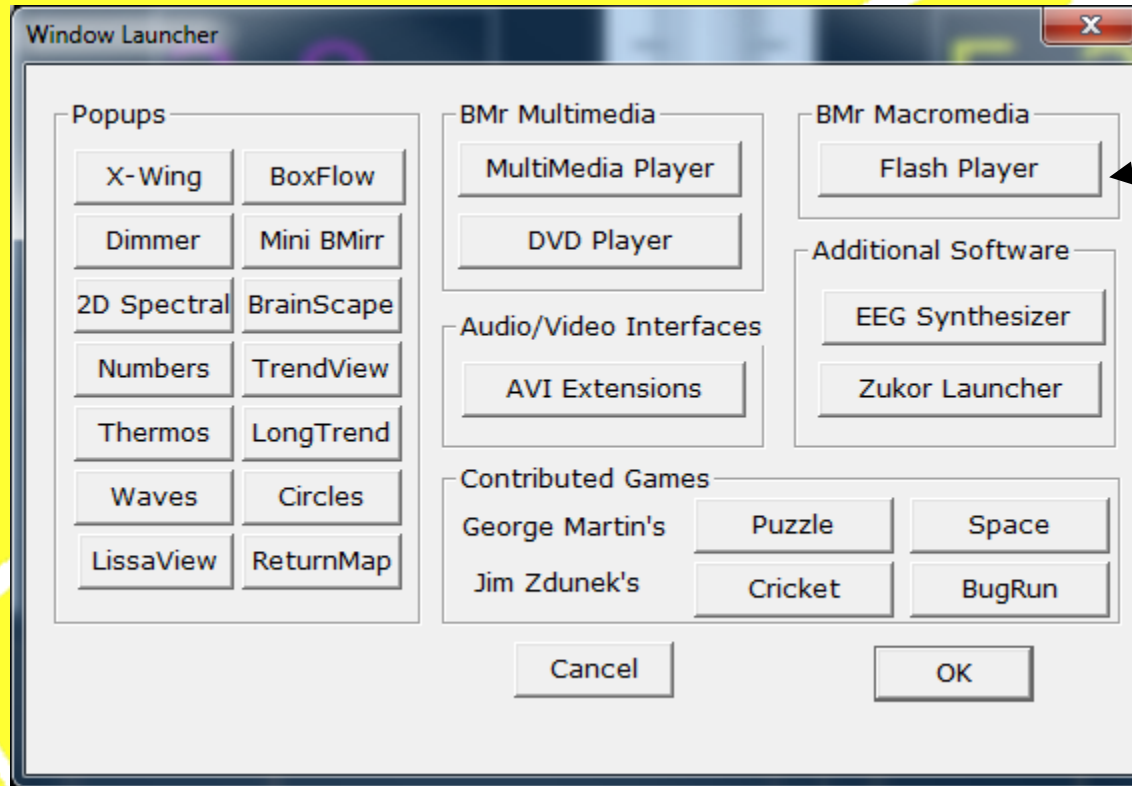 Window Launcher
Popups
X-Wing BoxFlow
Dimmer Mini BMirr
2D Spectral BrainScape
Numbers TrendView
Thermos LongTrend
Waves Circles
LissaView ReturnMap
BMr Multimedia
MultiMedia Player
DVD Player
Audio/Video Interfaces
AVI Extensions
BMr Macromedia
Flash Player
Additional Software
EEG Synthesizer
Zukor Launcher
Contributed Games
George Martin's Puzzle Space
Jim Zdunek's Cricket BugRun
Cancel OK